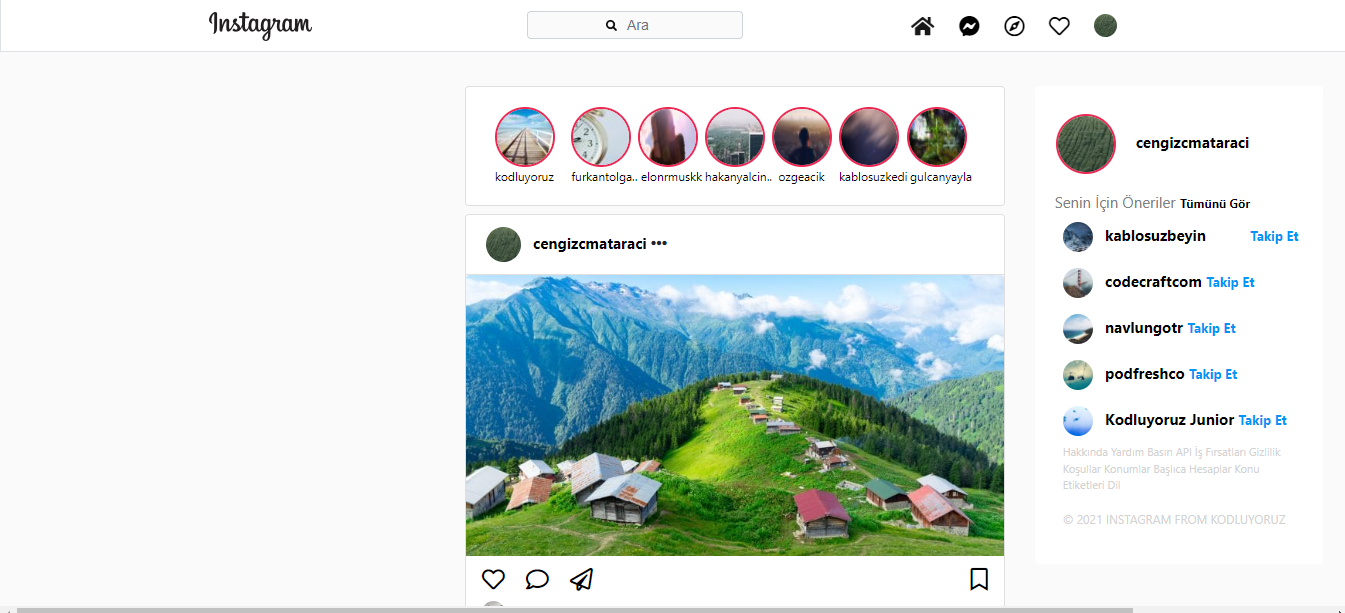 Instagram
Ara
kodluyoruz furkantolga.. elonrmuskk hakanyalcin.. ozgeacik kablosuzkedi gulcanyayla
cengizcmataraci •••
cengizcmataraci
Senin İçin Öneriler Tümünü Gör
kablosuzbeyin Takip Et
codecraftcom Takip Et
navlungotr Takip Et
podfreshco Takip Et
Kodluyoruz Junior Takip Et
Hakkında Yardım Basın API İş Fırsatları Gizlilik
Koşullar Konumlar Başlıca Hesaplar Konu
Etiketleri Dil
© 2021 INSTAGRAM FROM KODLUYORUZ